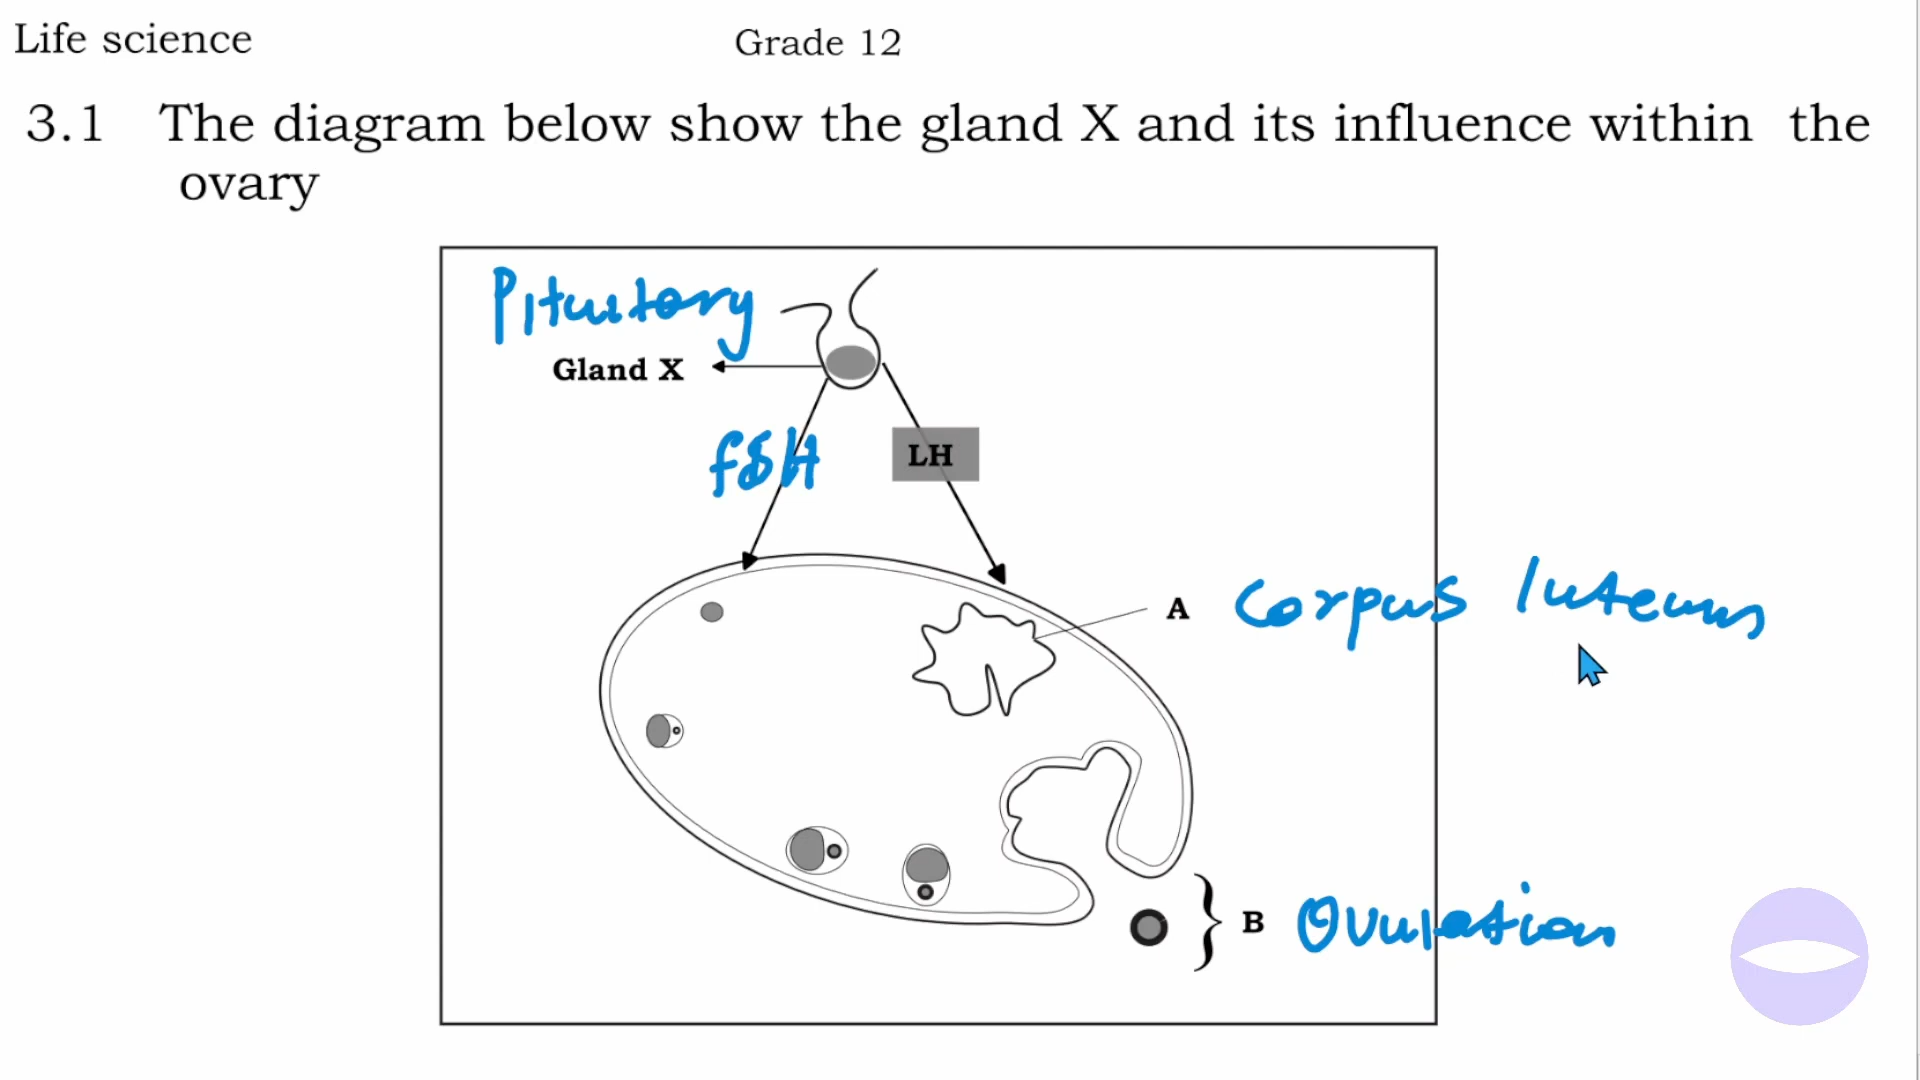 Life science
Grade 12
3.1 The diagram below show the gland X and its influence within the
ovary
Pituitory
Gland X
fSH
LH
A Corpus luteum
B Ovulation